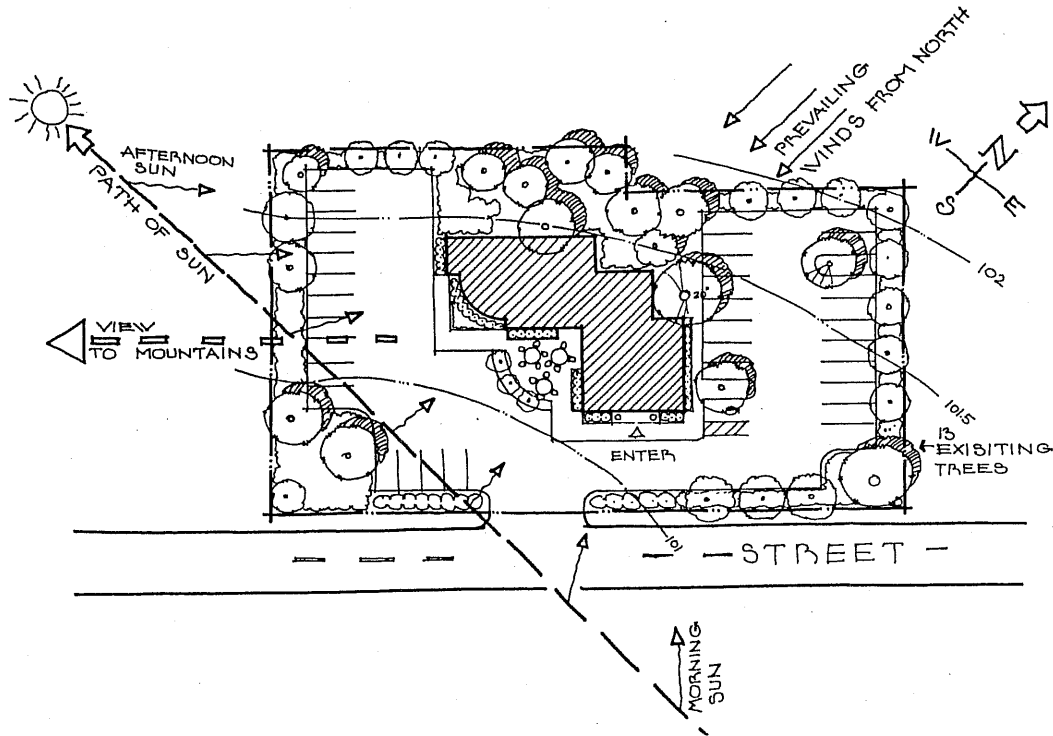 PREVAILING
WINDS FROM NORTH
W
N
S
E
AFTERNOON
SUN
PATH OF SUN
102
20
VIEW
TO MOUNTAINS
101.5
13
EXISITING
TREES
ENTER
101
STREET
MORNING
SUN